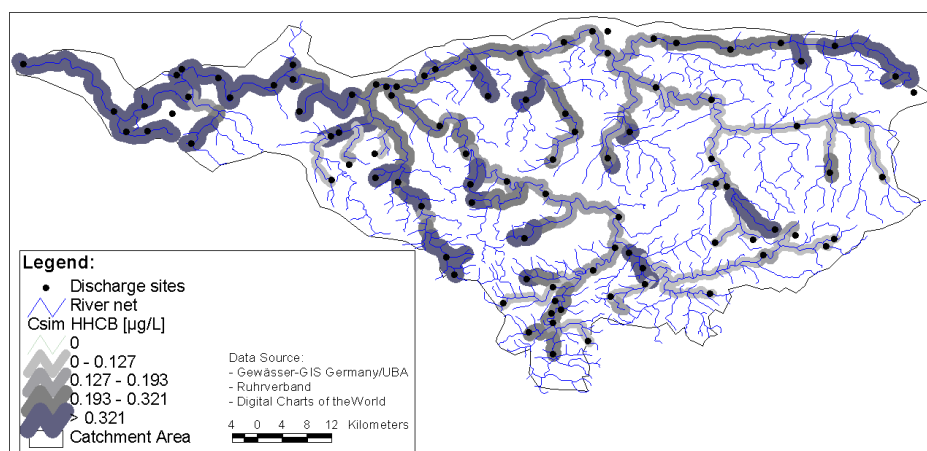 Legend:
Discharge sites
River net
Csim HHCB [µg/L]
0
0 - 0.127
0.127 - 0.193
0.193 - 0.321
> 0.321
Catchment Area
Data Source:
- Gewässer-GIS Germany/UBA
- Ruhrverband
- Digital Charts of theWorld
4 0 4 8 12 Kilometers